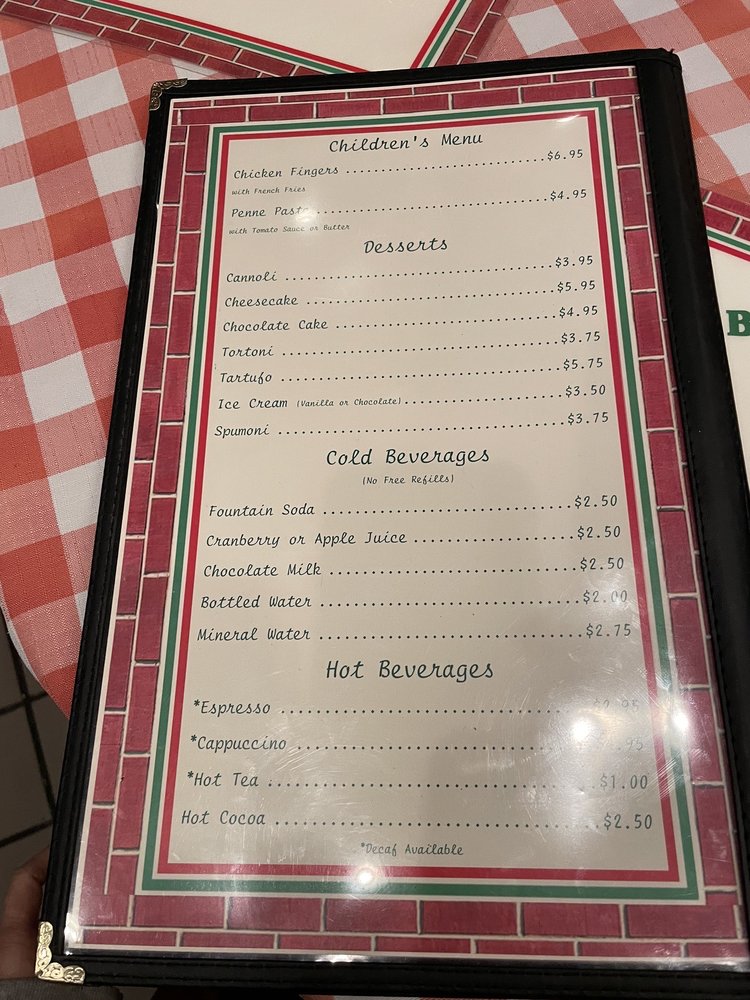 Children's Menu
Chicken Fingers ..........................$6.95
with French Fries
Penne Pasta ..............................$4.95
with Tomato Sauce or Butter
Desserts
Cannoli ...................................$3.95
Cheesecake ................................$5.95
Chocolate Cake ............................$4.95
Tortoni ...................................$3.75
Tartufo ...................................$5.75
Ice Cream (Vanilla or Chocolate)....................$3.50
Spumoni ...................................$3.75
Cold Beverages
(No Free Refills)
Fountain Soda ..............................$2.50
Cranberry or Apple Juice ...................$2.50
Chocolate Milk .............................$2.50
Bottled Water ..............................$2.00
Mineral Water ..............................$2.75
Hot Beverages
*Espresso ..................................
*Cappuccino ................................
*Hot Tea ...................................$1.00
Hot Cocoa ..................................$2.50
*Decaf Available
B